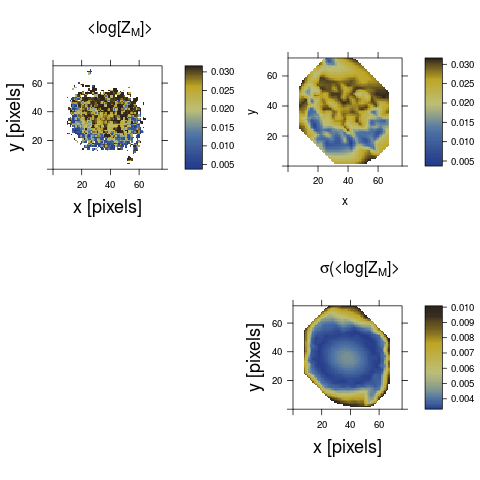 <log[Z_M]>
60
40
20
20 40 60
x [pixels]
y [pixels]
0.030
0.025
0.020
0.015
0.010
0.005
60
40
20
20 40 60
x
y
0.030
0.025
0.020
0.015
0.010
0.005
σ(<log[Z_M]>
60
40
20
20 40 60
x [pixels]
y [pixels]
0.010
0.009
0.008
0.007
0.006
0.005
0.004